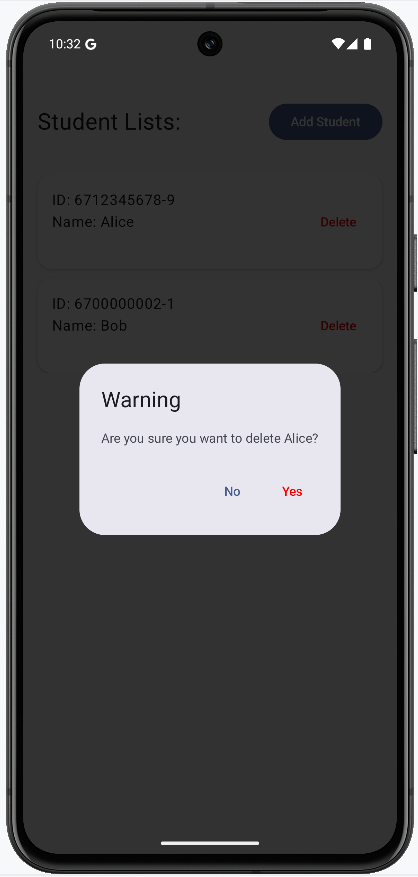 10:32 G
Student Lists:
Add Student
ID: 6712345678-9
Name: Alice
Delete
ID: 6700000002-1
Name: Bob
Delete
Warning
Are you sure you want to delete Alice?
No
Yes